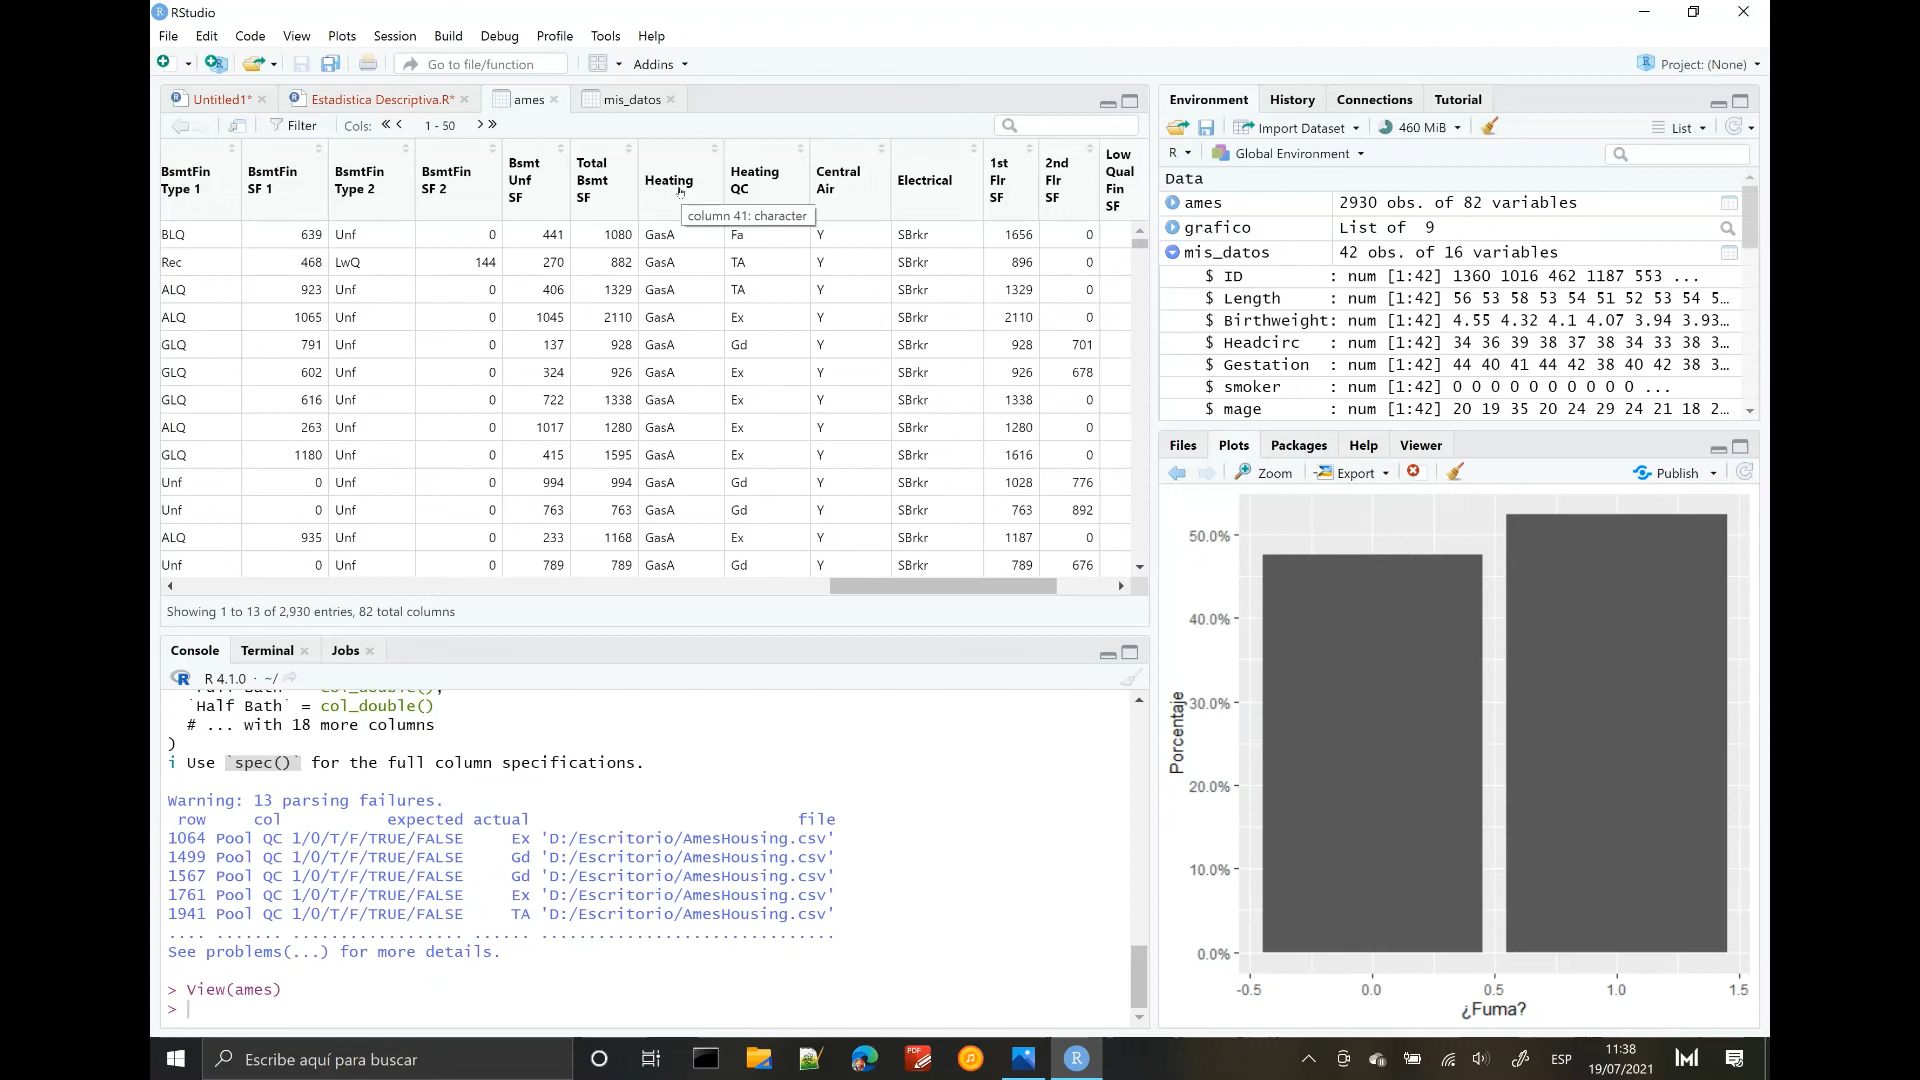 RStudio
File Edit Code View Plots Session Build Debug Profile Tools Help
Go to file/function Addins Project: (None)
Untitled1* Estadistica Descriptiva.R* ames mis_datos
Filter Cols: 1 - 50
BsmtFin Type 1 BsmtFin SF 1 BsmtFin Type 2 BsmtFin SF 2 Bsmt Unf SF Total Bsmt SF Heating Heating QC Central Air Electrical 1st Flr SF 2nd Flr SF Low Qual Fin SF
column 41: character
BLQ 639 Unf 0 441 1080 GasA Fa Y SBrkr 1656 0
Rec 468 LwQ 144 270 882 GasA TA Y SBrkr 896 0
ALQ 923 Unf 0 406 1329 GasA TA Y SBrkr 1329 0
ALQ 1065 Unf 0 1045 2110 GasA Ex Y SBrkr 2110 0
GLQ 791 Unf 0 137 928 GasA Gd Y SBrkr 928 701
GLQ 602 Unf 0 324 926 GasA Ex Y SBrkr 926 678
GLQ 616 Unf 0 722 1338 GasA Ex Y SBrkr 1338 0
ALQ 263 Unf 0 1017 1280 GasA Ex Y SBrkr 1280 0
GLQ 1180 Unf 0 415 1595 GasA Ex Y SBrkr 1616 0
Unf 0 Unf 0 994 994 GasA Gd Y SBrkr 1028 776
Unf 0 Unf 0 763 763 GasA Gd Y SBrkr 763 892
ALQ 935 Unf 0 233 1168 GasA Ex Y SBrkr 1187 0
Unf 0 Unf 0 789 789 GasA Gd Y SBrkr 789 676
Showing 1 to 13 of 2,930 entries, 82 total columns
Console Terminal Jobs
R 4.1.0 · ~/
`Full Bath` = col_double(),
`Half Bath` = col_double()
# ... with 18 more columns
)
i Use `spec()` for the full column specifications.
Warning: 13 parsing failures.
row col expected actual file
1064 Pool QC 1/0/T/F/TRUE/FALSE Ex 'D:/Escritorio/AmesHousing.csv'
1499 Pool QC 1/0/T/F/TRUE/FALSE Gd 'D:/Escritorio/AmesHousing.csv'
1567 Pool QC 1/0/T/F/TRUE/FALSE Gd 'D:/Escritorio/AmesHousing.csv'
1761 Pool QC 1/0/T/F/TRUE/FALSE Ex 'D:/Escritorio/AmesHousing.csv'
1941 Pool QC 1/0/T/F/TRUE/FALSE TA 'D:/Escritorio/AmesHousing.csv'
.... ....... .................. ...... ...............................
See problems(...) for more details.
> View(ames)
>
Environment History Connections Tutorial
Import Dataset 460 MiB List
R Global Environment
Data
ames 2930 obs. of 82 variables
grafico List of 9
mis_datos 42 obs. of 16 variables
$ ID : num [1:42] 1360 1016 462 1187 553 ...
$ Length : num [1:42] 56 53 58 53 54 51 52 53 54 5…
$ Birthweight: num [1:42] 4.55 4.32 4.1 4.07 3.94 3.93…
$ Headcirc : num [1:42] 34 36 39 38 37 38 34 33 38 3…
$ Gestation : num [1:42] 44 40 41 44 42 38 40 42 38 3…
$ smoker : num [1:42] 0 0 0 0 0 0 0 0 0 0 ...
$ mage : num [1:42] 20 19 35 20 24 29 24 21 18 2…
Files Plots Packages Help Viewer
Zoom Export Publish
50.0%
40.0%
30.0%
20.0%
10.0%
0.0%
Porcentaje
-0.5 0.0 0.5 1.0 1.5
¿Fuma?
Escribe aquí para buscar
PDF
ESP
11:38
19/07/2021